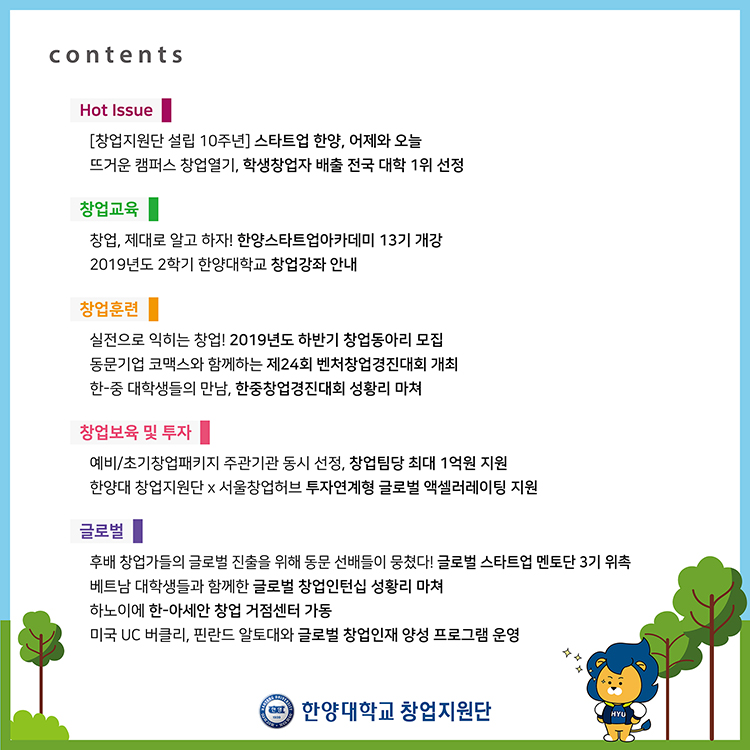 contents
Hot Issue
[창업지원단 설립 10주년] 스타트업 한양, 어제와 오늘
뜨거운 캠퍼스 창업열기, 학생창업자 배출 전국 대학 1위 선정
창업교육
창업, 제대로 알고 하자! 한양스타트업아카데미 13기 개강
2019년도 2학기 한양대학교 창업강좌 안내
창업훈련
실전으로 익히는 창업! 2019년도 하반기 창업동아리 모집
동문기업 코맥스와 함께하는 제24회 벤처창업경진대회 개최
한-중 대학생들의 만남, 한중창업경진대회 성황리 마쳐
창업보육 및 투자
예비/초기창업패키지 주관기관 동시 선정, 창업팀당 최대 1억원 지원
한양대 창업지원단 x 서울창업허브 투자연계형 글로벌 액셀러레이팅 지원
글로벌
후배 창업가들의 글로벌 진출을 위해 동문 선배들이 뭉쳤다! 글로벌 스타트업 멘토단 3기 위촉
베트남 대학생들과 함께한 글로벌 창업인턴십 성황리 마쳐
하노이에 한-아세안 창업 거점센터 가동
미국 UC 버클리, 핀란드 알토대와 글로벌 창업인재 양성 프로그램 운영
HYU
한양대학교 창업지원단